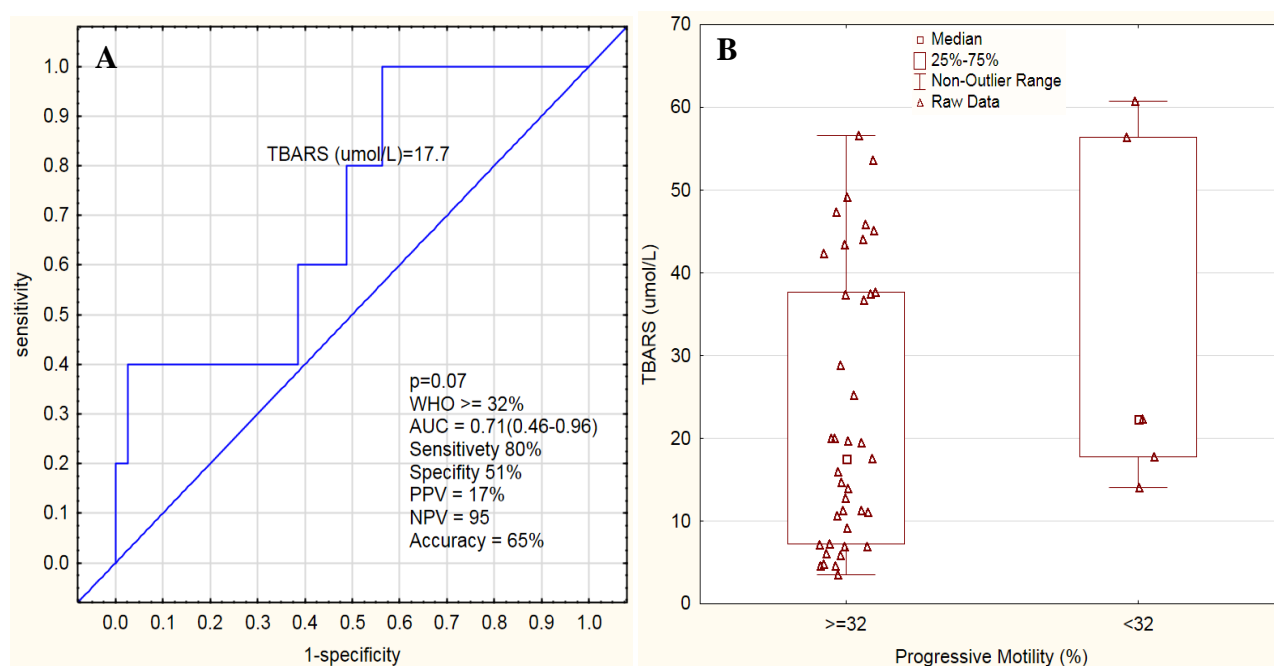 A
1.0
0.9
0.8
0.7
0.6
0.5
0.4
0.3
0.2
0.1
0.0
sensitivity
TBARS (umol/L)=17.7
p=0.07
WHO >= 32%
AUC = 0.71(0.46-0.96)
Sensitivety 80%
Specifity 51%
PPV = 17%
NPV = 95
Accuracy = 65%
0.0 0.1 0.2 0.3 0.4 0.5 0.6 0.7 0.8 0.9 1.0
1-specificity
B
Median
25%-75%
Non-Outlier Range
Raw Data
70
60
50
40
30
20
10
0
TBARS (umol/L)
>=32 <32
Progressive Motility (%)